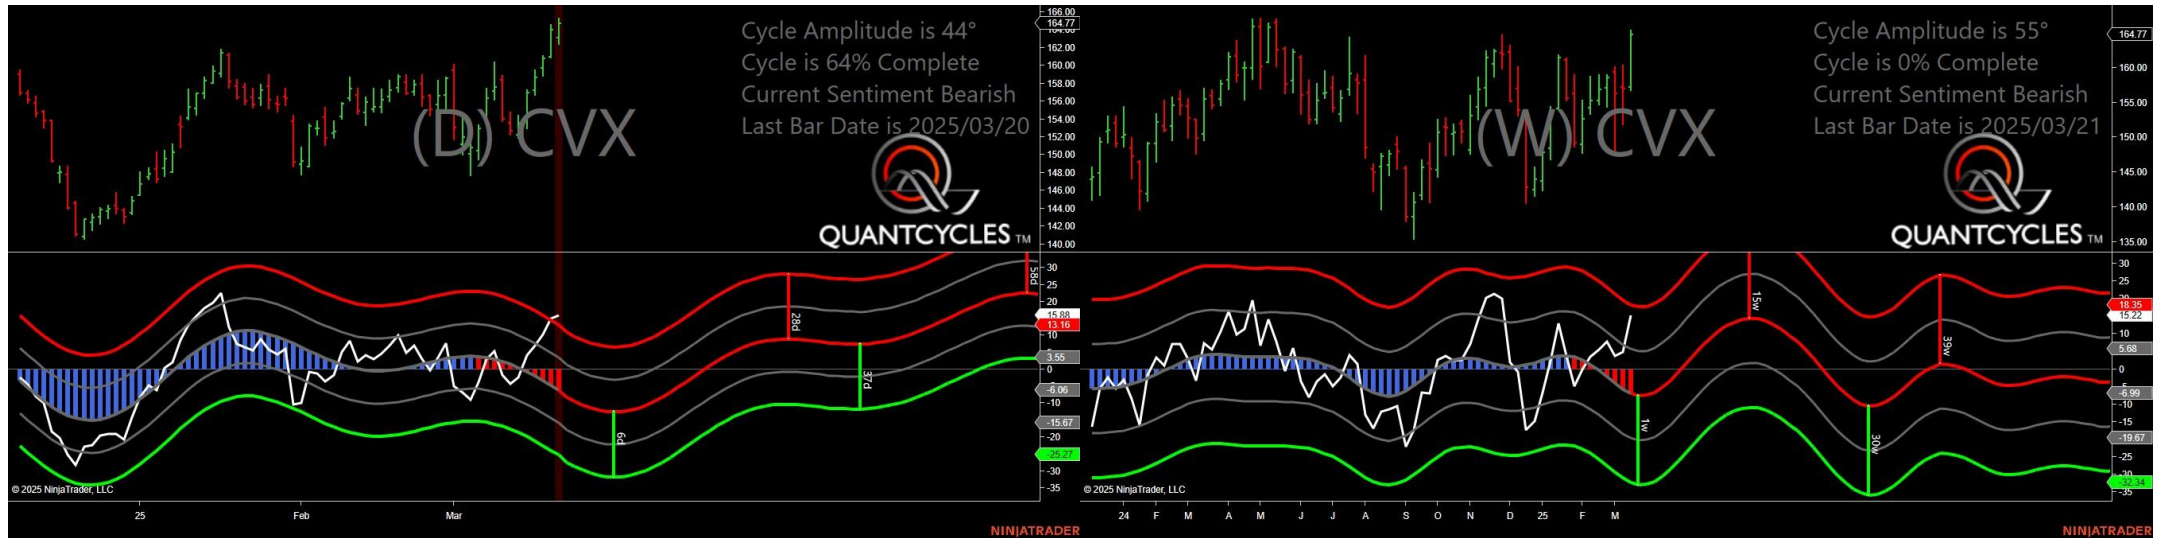 Cycle Amplitude is 44°
Cycle is 64% Complete
Current Sentiment Bearish
Last Bar Date is 2025/03/20
(D) CVX
QUANTCYCLES TM
166.00
164.77
162.00
160.00
158.00
156.00
154.00
152.00
150.00
148.00
146.00
144.00
142.00
140.00
30
25
20
15.88
13.16
10
3.55
0
-6.06
-10
-15.67
-20
-25.27
-30
-35
6d
28d
37d
58d
© 2025 NinjaTrader, LLC
25
Feb
Mar
NINJATRADER
Cycle Amplitude is 55°
Cycle is 0% Complete
Current Sentiment Bearish
Last Bar Date is 2025/03/21
(W) CVX
QUANTCYCLES TM
164.77
160.00
155.00
150.00
145.00
140.00
135.00
30
25
18.35
15.22
10
5.68
0
-6.99
-10
-15
-19.67
-25
-32.34
-35
1w
15w
30w
39w
© 2025 NinjaTrader, LLC
24 F M A M J J A S O N D 25 F M
NINJATRADER